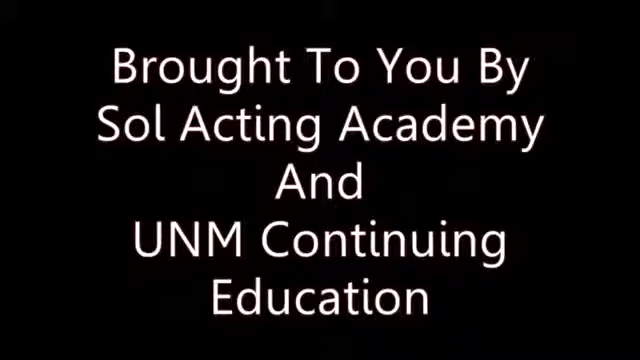 Brought To You By
Sol Acting Academy
And
UNM Continuing
Education